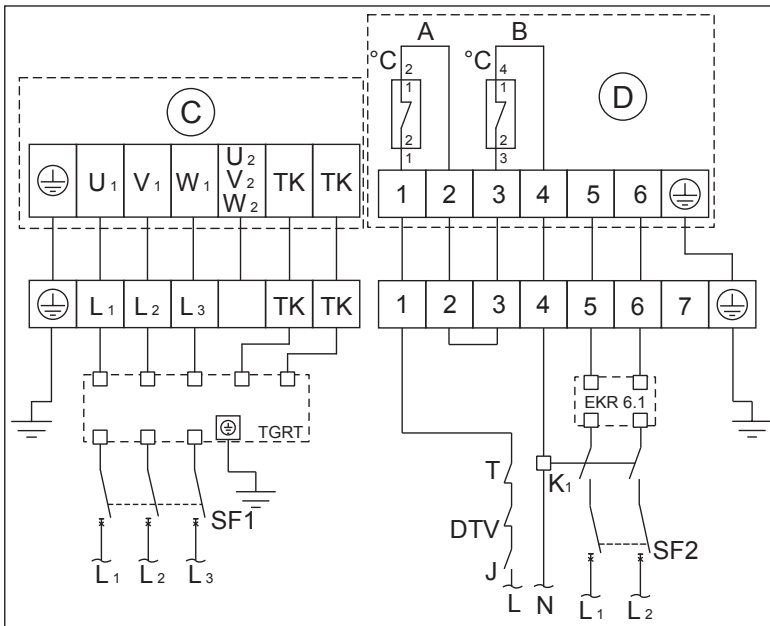 A B
°C 2 °C 4
1 1
2 2
1 3
C D
U2
V2
W2
U1 V1 W1 TK TK
1 2 3 4 5 6
L1 L2 L3 TK TK
1 2 3 4 5 6 7
EKR 6.1
TGRT
T
K1
DTV
SF1
SF2
J
L1 L2 L3 L N L1 L2